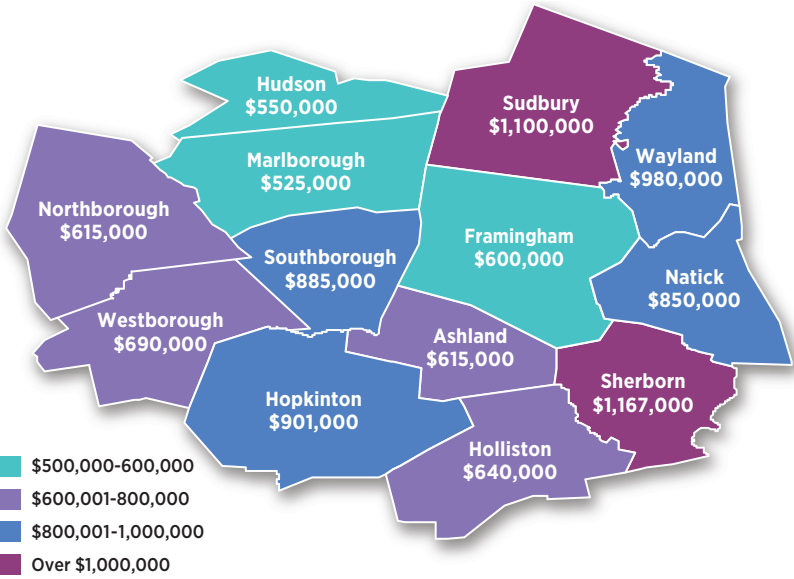 Hudson
$550,000
Sudbury
$1,100,000
Marlborough
$525,000
Wayland
$980,000
Northborough
$615,000
Framingham
$600,000
Southborough
$885,000
Natick
$850,000
Westborough
$690,000
Ashland
$615,000
Sherborn
$1,167,000
Hopkinton
$901,000
Holliston
$640,000
$500,000-600,000
$600,001-800,000
$800,001-1,000,000
Over $1,000,000